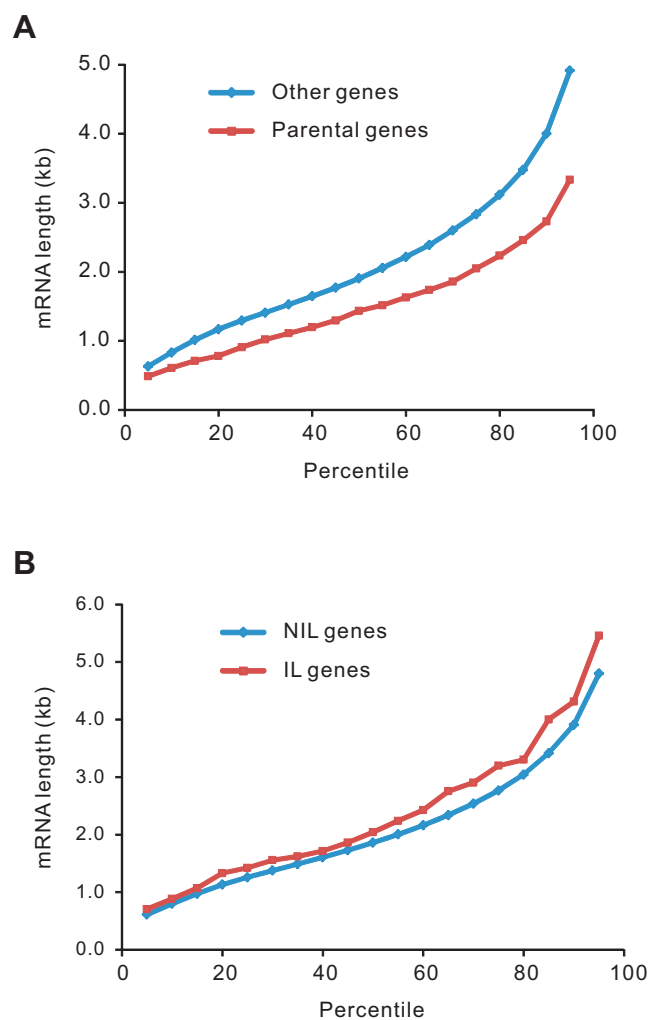 A
mRNA length (kb)
5.0
4.0
3.0
2.0
1.0
0.0
Other genes
Parental genes
0 20 40 60 80 100
Percentile
B
mRNA length (kb)
6.0
5.0
4.0
3.0
2.0
1.0
0.0
NIL genes
IL genes
0 20 40 60 80 100
Percentile